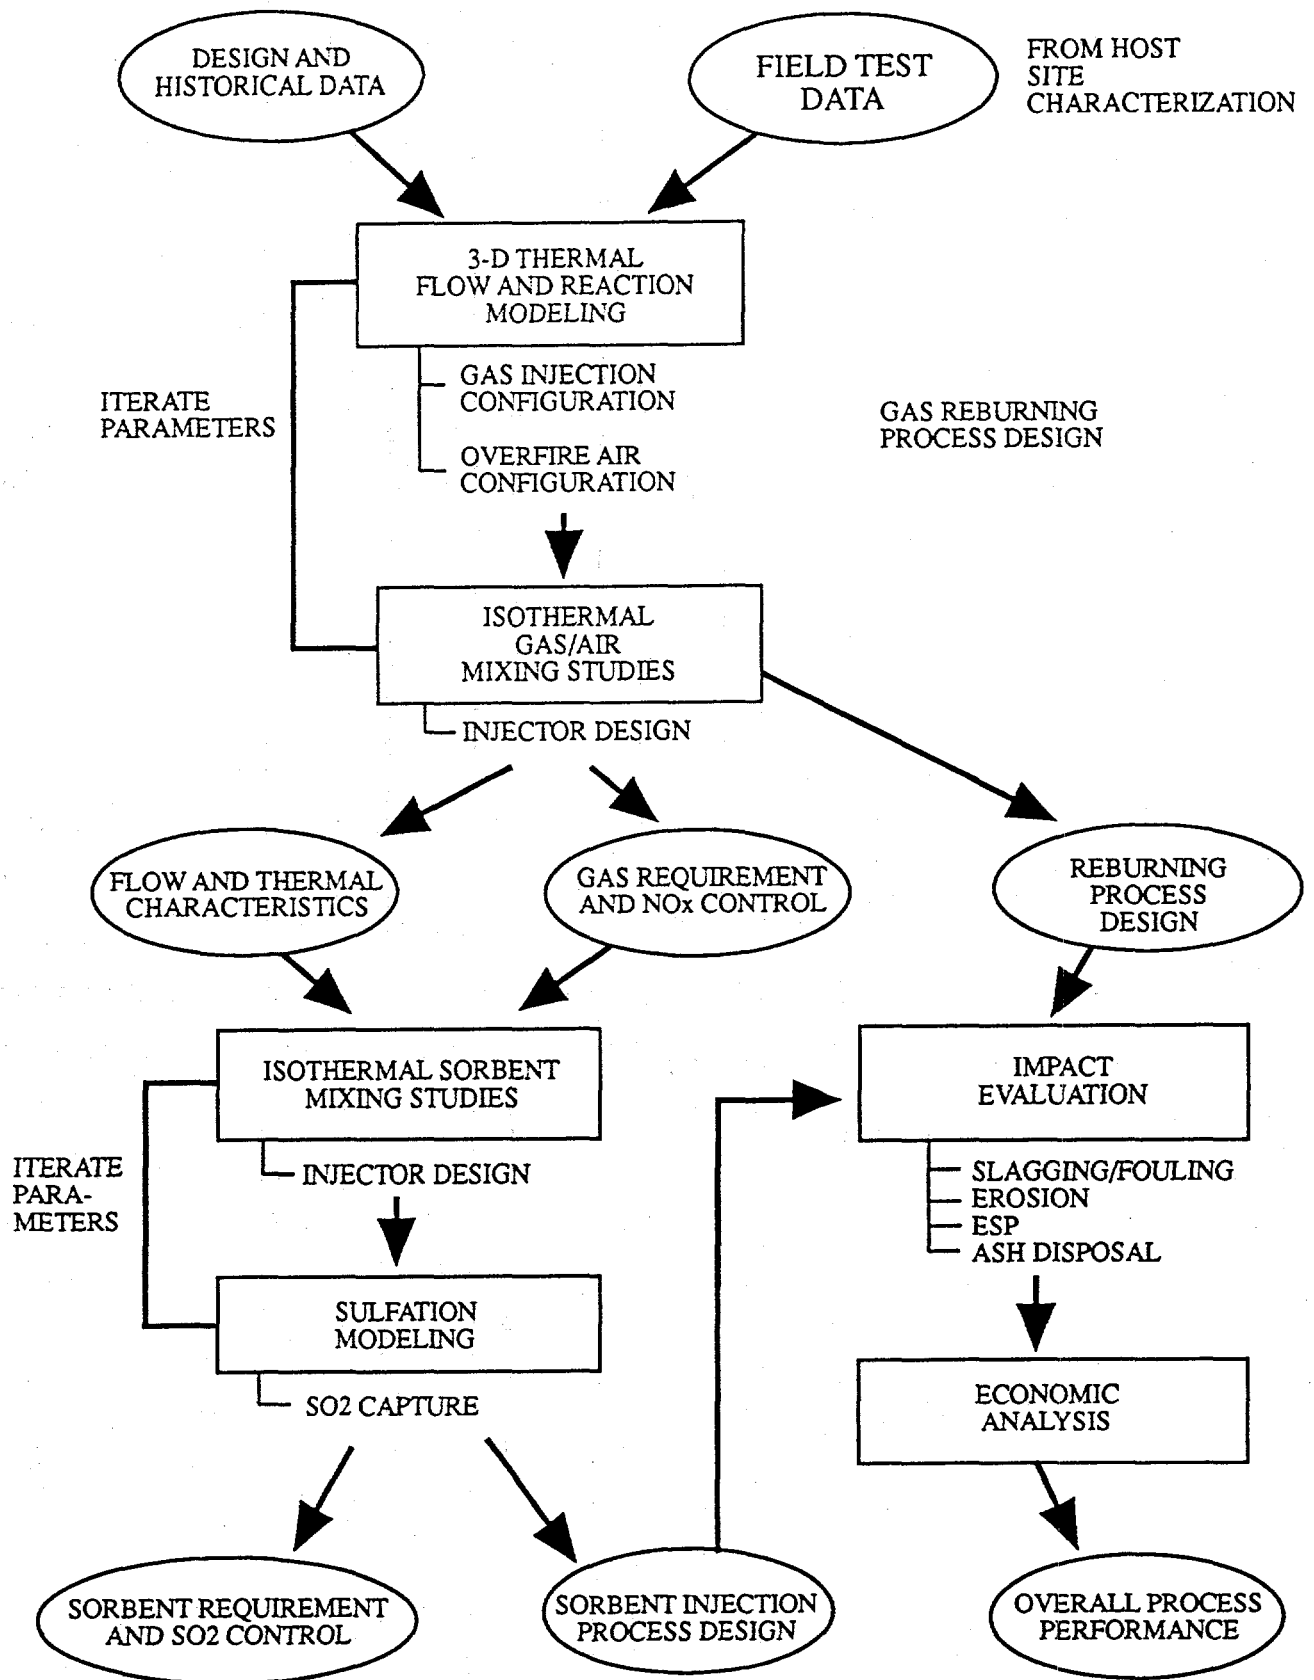 DESIGN AND
HISTORICAL DATA
FIELD TEST
DATA
FROM HOST
SITE
CHARACTERIZATION
3-D THERMAL
FLOW AND REACTION
MODELING
ITERATE
PARAMETERS
GAS INJECTION
CONFIGURATION
OVERFIRE AIR
CONFIGURATION
GAS REBURNING
PROCESS DESIGN
ISOTHERMAL
GAS/AIR
MIXING STUDIES
INJECTOR DESIGN
FLOW AND THERMAL
CHARACTERISTICS
GAS REQUIREMENT
AND NOx CONTROL
REBURNING
PROCESS
DESIGN
ISOTHERMAL SORBENT
MIXING STUDIES
IMPACT
EVALUATION
ITERATE
PARA-
METERS
INJECTOR DESIGN
SLAGGING/FOULING
EROSION
ESP
ASH DISPOSAL
SULFATION
MODELING
SO2 CAPTURE
ECONOMIC
ANALYSIS
SORBENT REQUIREMENT
AND SO2 CONTROL
SORBENT INJECTION
PROCESS DESIGN
OVERALL PROCESS
PERFORMANCE